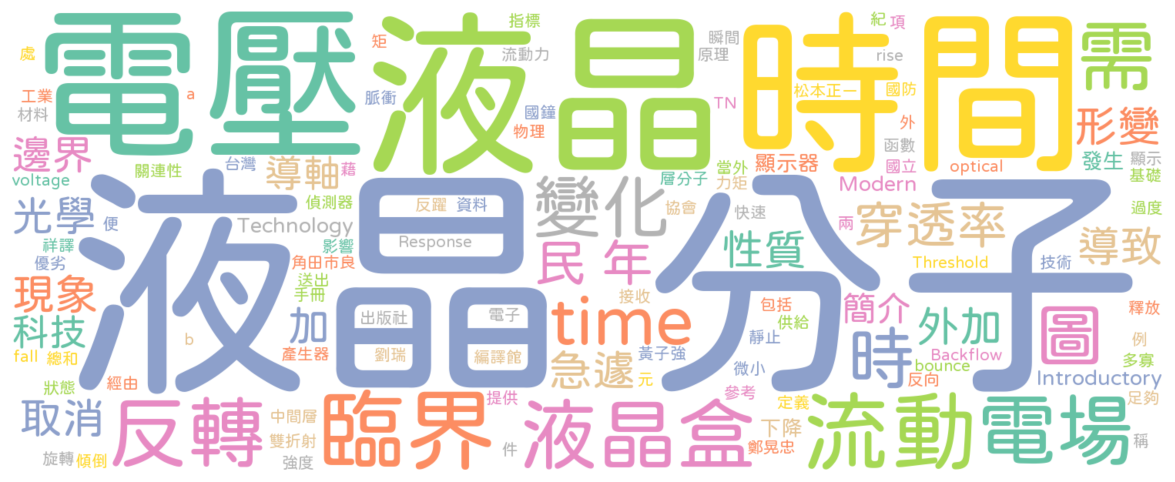 電壓
液晶
時間
需
液晶分子
處
工業
材料
a
矩
指標
流動力
瞬間
原理
紀
項
rise
松本正一
國防
TN
脈衝
國鐘
物理
外
函數
形變
邊界
voltage
關連性
台灣
導軸
藉
層分子
當外
力矩
顯示器
國立
optical
Modern
發生
顯示
基礎
光學
便
偵測器
反躍
資料
變化
協會
快速
兩
穿透率
過度
Technology
Response
祥譯
優劣
影響
角田市良
民
年
性質
Threshold
技術
導致
現象
送出
手冊
接收
包括
簡介
釋放
科技
加
出版社
電子
time
供給
靜止
外加
圖
例
fall
總和
b
產生器
劉瑞
編譯館
急遽
黃子強
微小
時
Backflow
bounce
多寡
狀態
經由
元
反向
Introductory
足夠
取消
反轉
中間層
臨界
提供
液晶盒
參考
定義
下降
流動
電場
雙折射
旋轉
傾倒
強度
件
鄭晃忠
稱